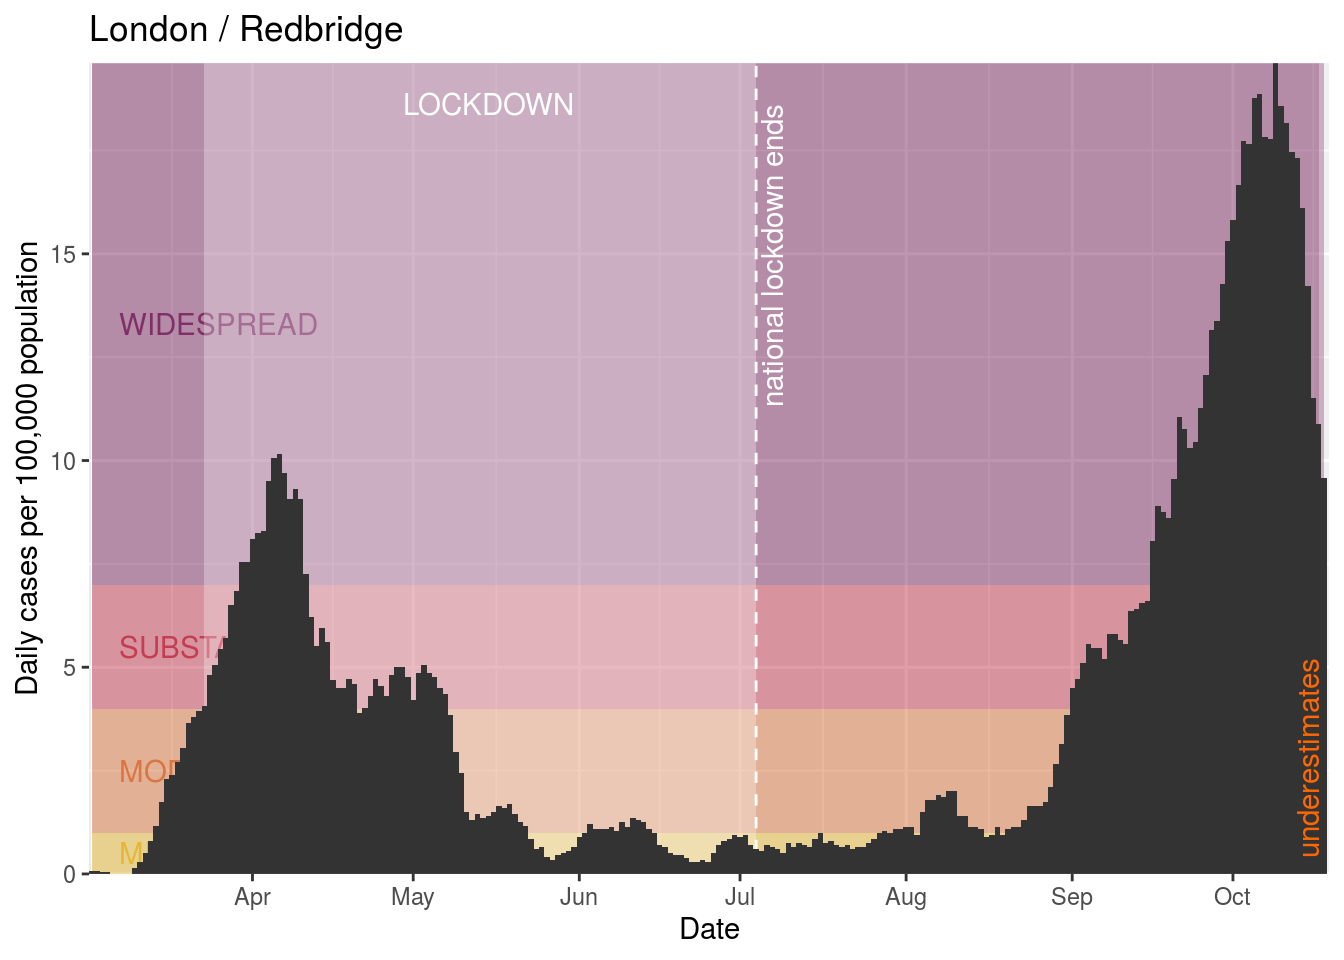 London / Redbridge
LOCKDOWN
national lockdown ends
WIDESPREAD
SUBSTA
MOD
M
underestimates
Daily cases per 100,000 population
15
10
5
0
Apr
May
Jun
Jul
Aug
Sep
Oct
Date